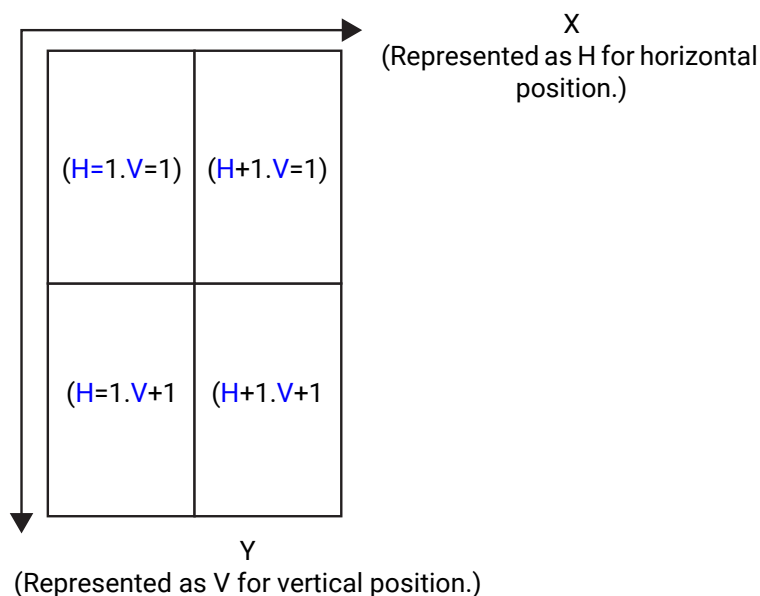 X
(Represented as H for horizontal
position.)
(H=1.V=1) (H+1.V=1)
(H=1.V+1 (H+1.V+1
Y
(Represented as V for vertical position.)